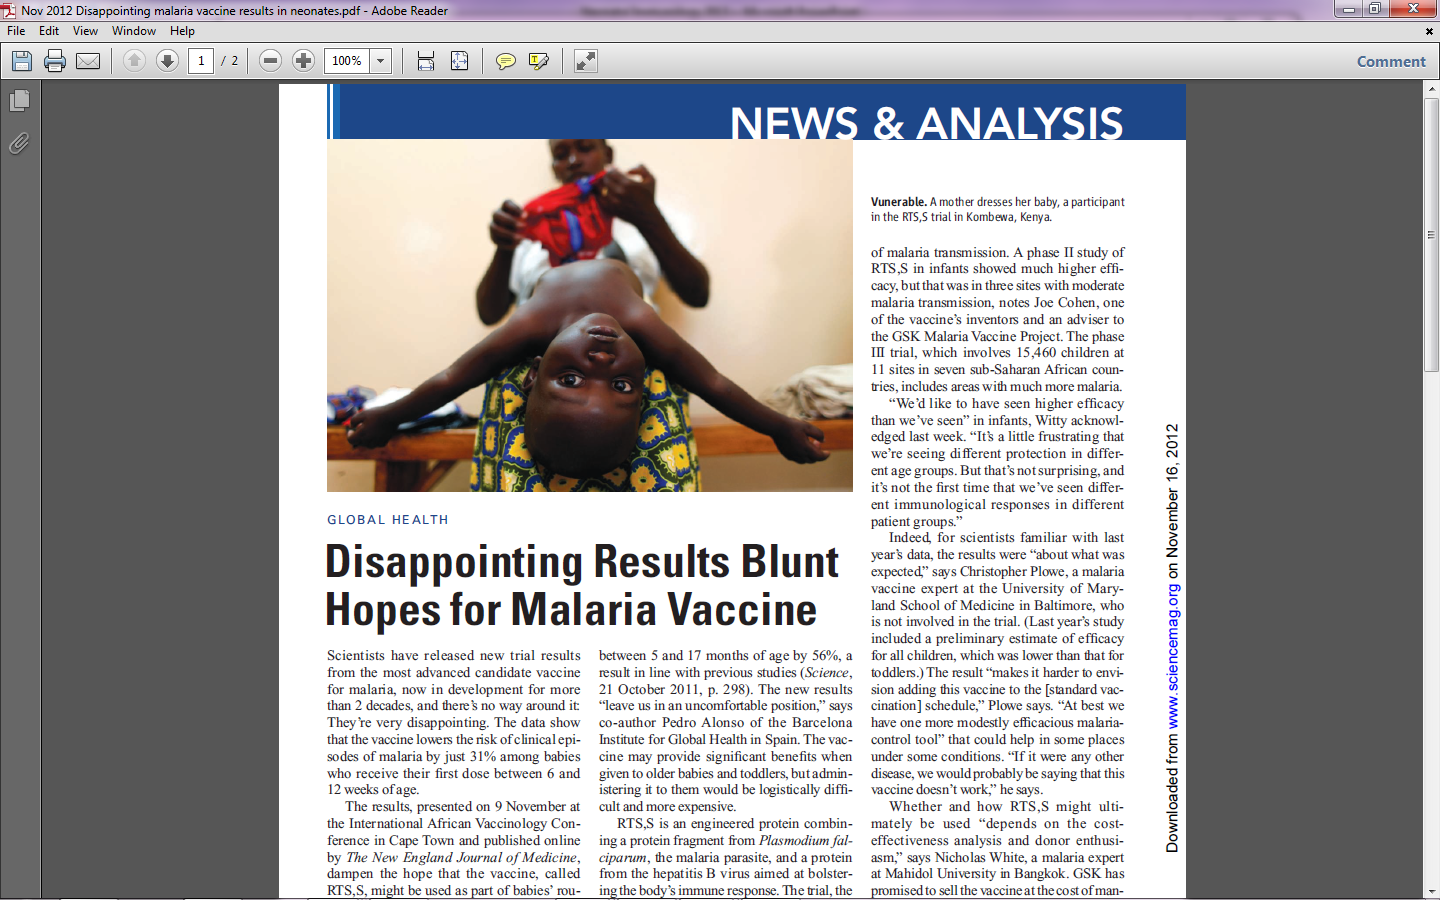 Nov 2012 Disappointing malaria vaccine results in neonates.pdf - Adobe Reader
File Edit View Window Help
1 / 2 100% Comment
NEWS & ANALYSIS
Vunerable. A mother dresses her baby, a participant
in the RTS,S trial in Kombewa, Kenya.
GLOBAL HEALTH
Disappointing Results Blunt
Hopes for Malaria Vaccine
Scientists have released new trial results
from the most advanced candidate vaccine
for malaria, now in development for more
than 2 decades, and there's no way around it:
They're very disappointing. The data show
that the vaccine lowers the risk of clinical epi-
sodes of malaria by just 31% among babies
who receive their first dose between 6 and
12 weeks of age.
The results, presented on 9 November at
the International African Vaccinology Con-
ference in Cape Town and published online
by The New England Journal of Medicine,
dampen the hope that the vaccine, called
RTS,S, might be used as part of babies' rou-
between 5 and 17 months of age by 56%, a
result in line with previous studies (Science,
21 October 2011, p. 298). The new results
“leave us in an uncomfortable position,” says
co-author Pedro Alonso of the Barcelona
Institute for Global Health in Spain. The vac-
cine may provide significant benefits when
given to older babies and toddlers, but admin-
istering it to them would be logistically diffi-
cult and more expensive.
RTS,S is an engineered protein combin-
ing a protein fragment from Plasmodium fal-
ciparum, the malaria parasite, and a protein
from the hepatitis B virus aimed at bolster-
ing the body's immune response. The trial, the
of malaria transmission. A phase II study of
RTS,S in infants showed much higher effi-
cacy, but that was in three sites with moderate
malaria transmission, notes Joe Cohen, one
of the vaccine's inventors and an adviser to
the GSK Malaria Vaccine Project. The phase
III trial, which involves 15,460 children at
11 sites in seven sub-Saharan African coun-
tries, includes areas with much more malaria.
“We'd like to have seen higher efficacy
than we've seen” in infants, Witty acknowl-
edged last week. “It's a little frustrating that
we're seeing different protection in differ-
ent age groups. But that's not surprising, and
it's not the first time that we've seen differ-
ent immunological responses in different
patient groups.”
Indeed, for scientists familiar with last
year's data, the results were “about what was
expected,” says Christopher Plowe, a malaria
vaccine expert at the University of Mary-
land School of Medicine in Baltimore, who
is not involved in the trial. (Last year's study
included a preliminary estimate of efficacy
for all children, which was lower than that for
toddlers.) The result “makes it harder to envi-
sion adding this vaccine to the [standard vac-
cination] schedule,” Plowe says. “At best we
have one more modestly efficacious malaria-
control tool” that could help in some places
under some conditions. “If it were any other
disease, we would probably be saying that this
vaccine doesn't work,” he says.
Whether and how RTS,S might ulti-
mately be used “depends on the cost-
effectiveness analysis and donor enthusi-
asm,” says Nicholas White, a malaria expert
at Mahidol University in Bangkok. GSK has
promised to sell the vaccine at the cost of man-
Downloaded from www.sciencemag.org on November 16, 2012